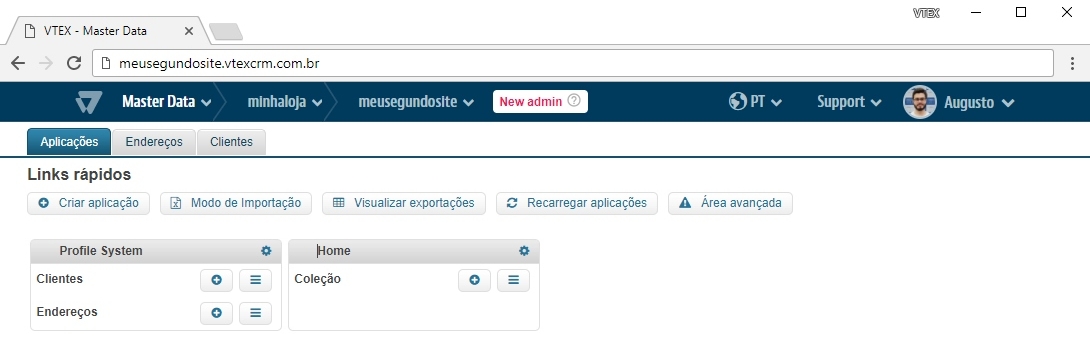 VTEX
VTEX - Master Data
meusegundosite.vtexcrm.com.br
Master Data minhaloja meusegundosite New admin PT Support Augusto
Aplicações Endereços Clientes
Links rápidos
Criar aplicação Modo de Importação Visualizar exportações Recarregar aplicações Área avançada
Profile System Home
Clientes Coleção
Endereços